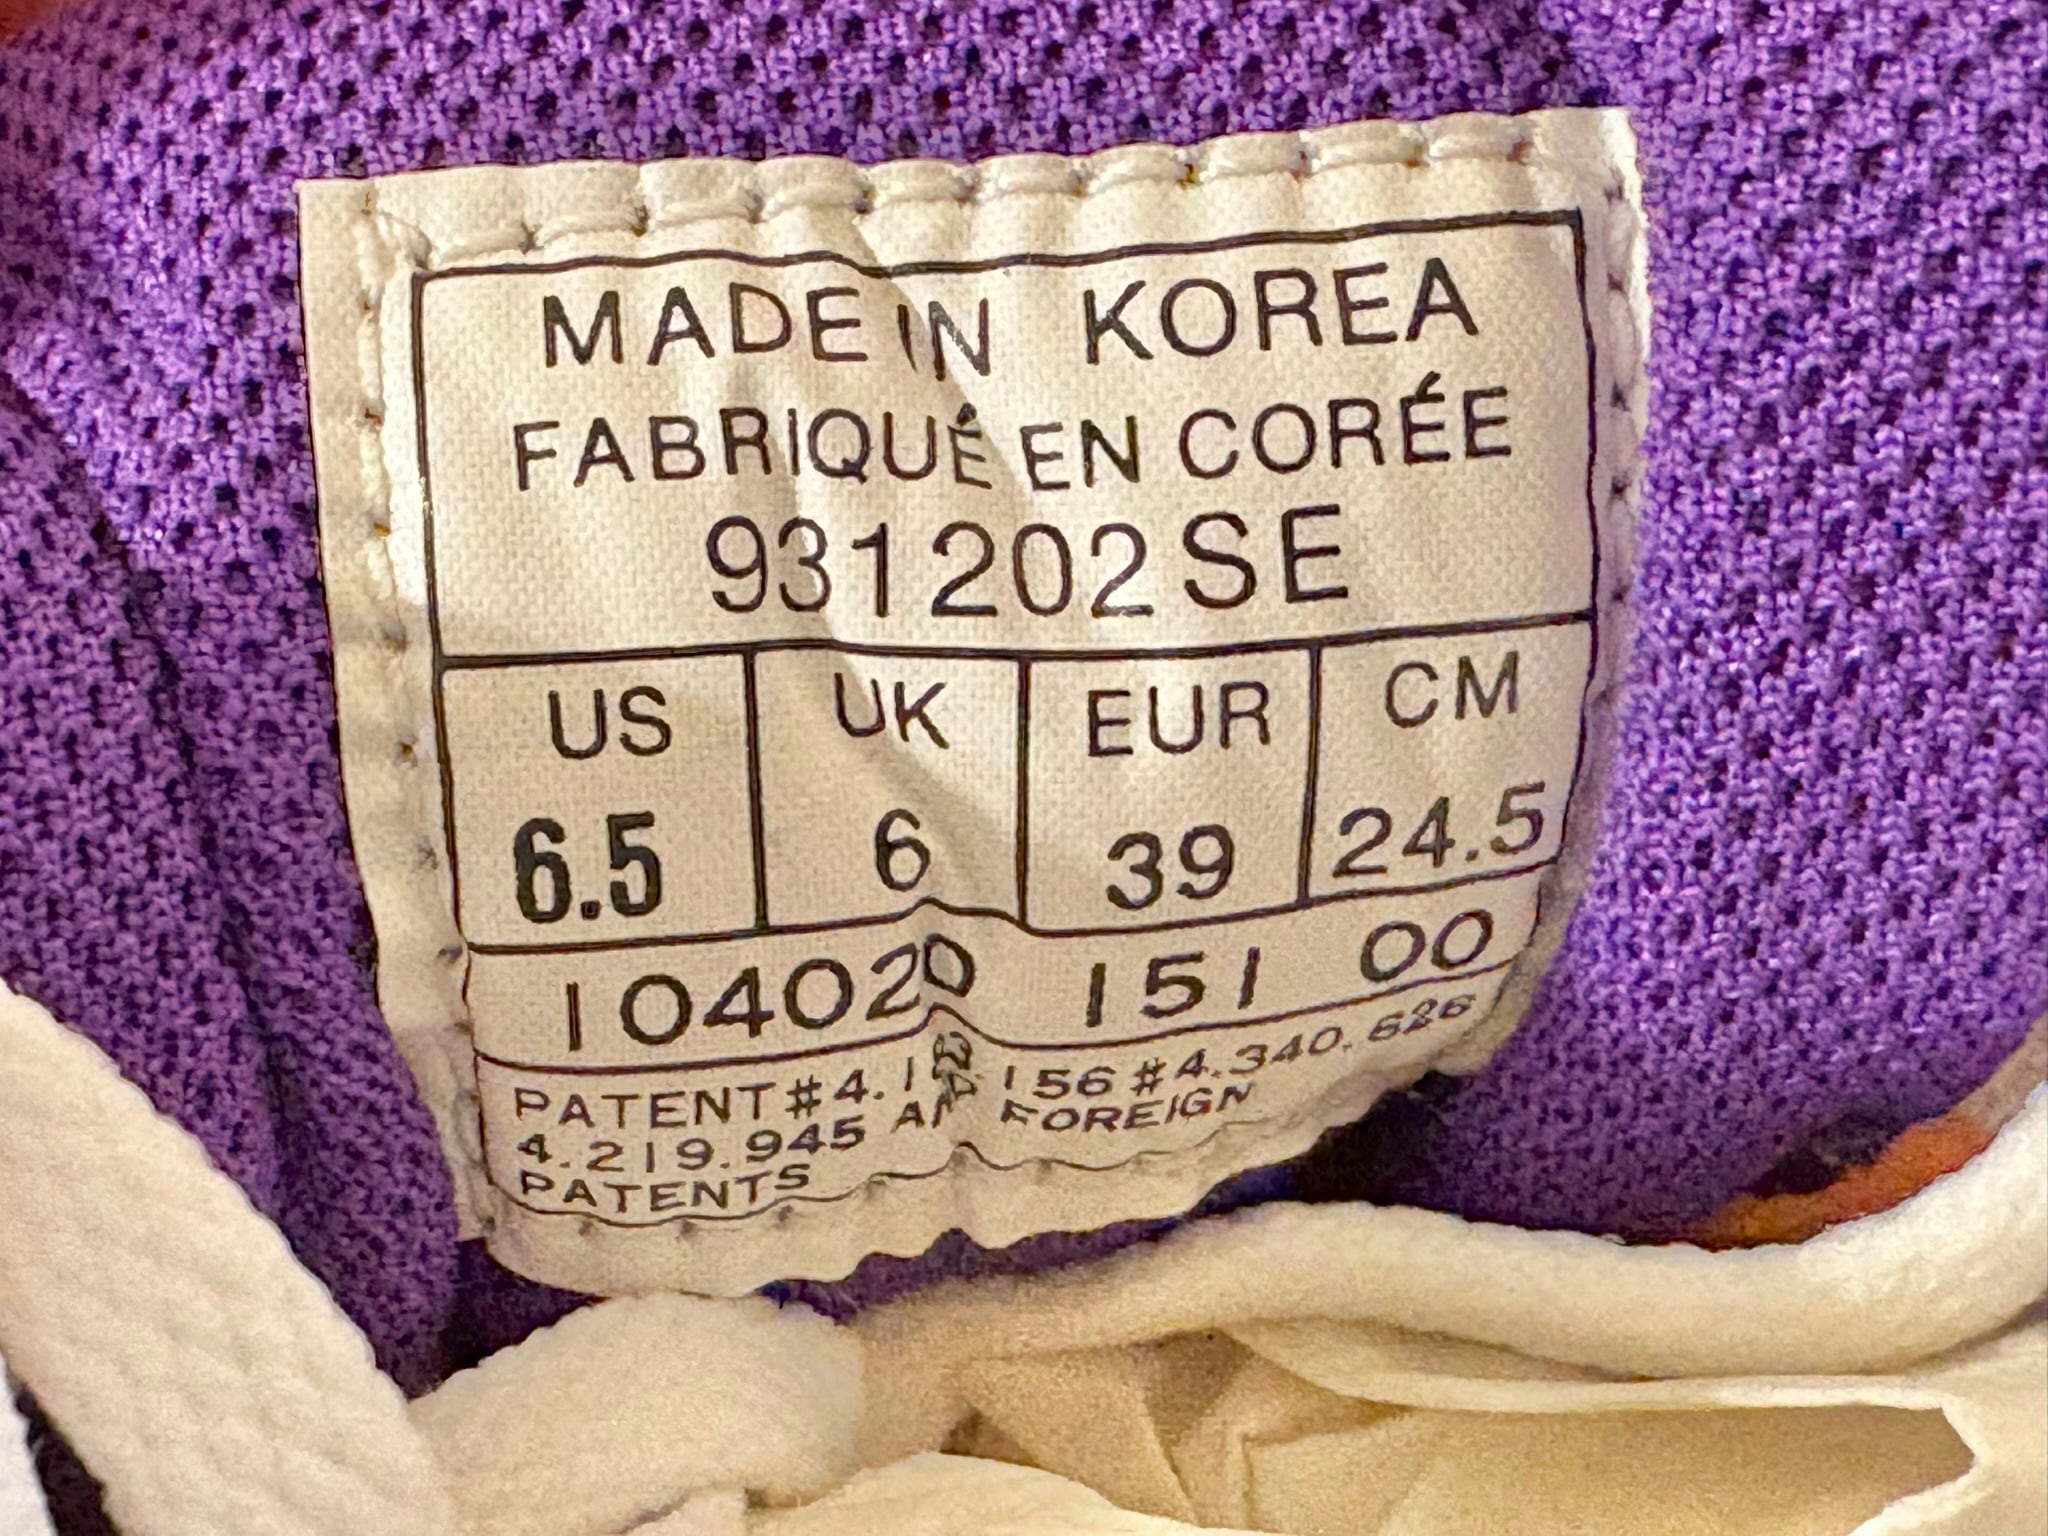 MADE IN KOREA
FABRIQUÉ EN CORÉE
931202SE
US UK EUR CM
6.5 6 39 24.5
104020 151 00
PATENT #4. 156 #4.340.626
4.219.945 FOREIGN
PATENTS